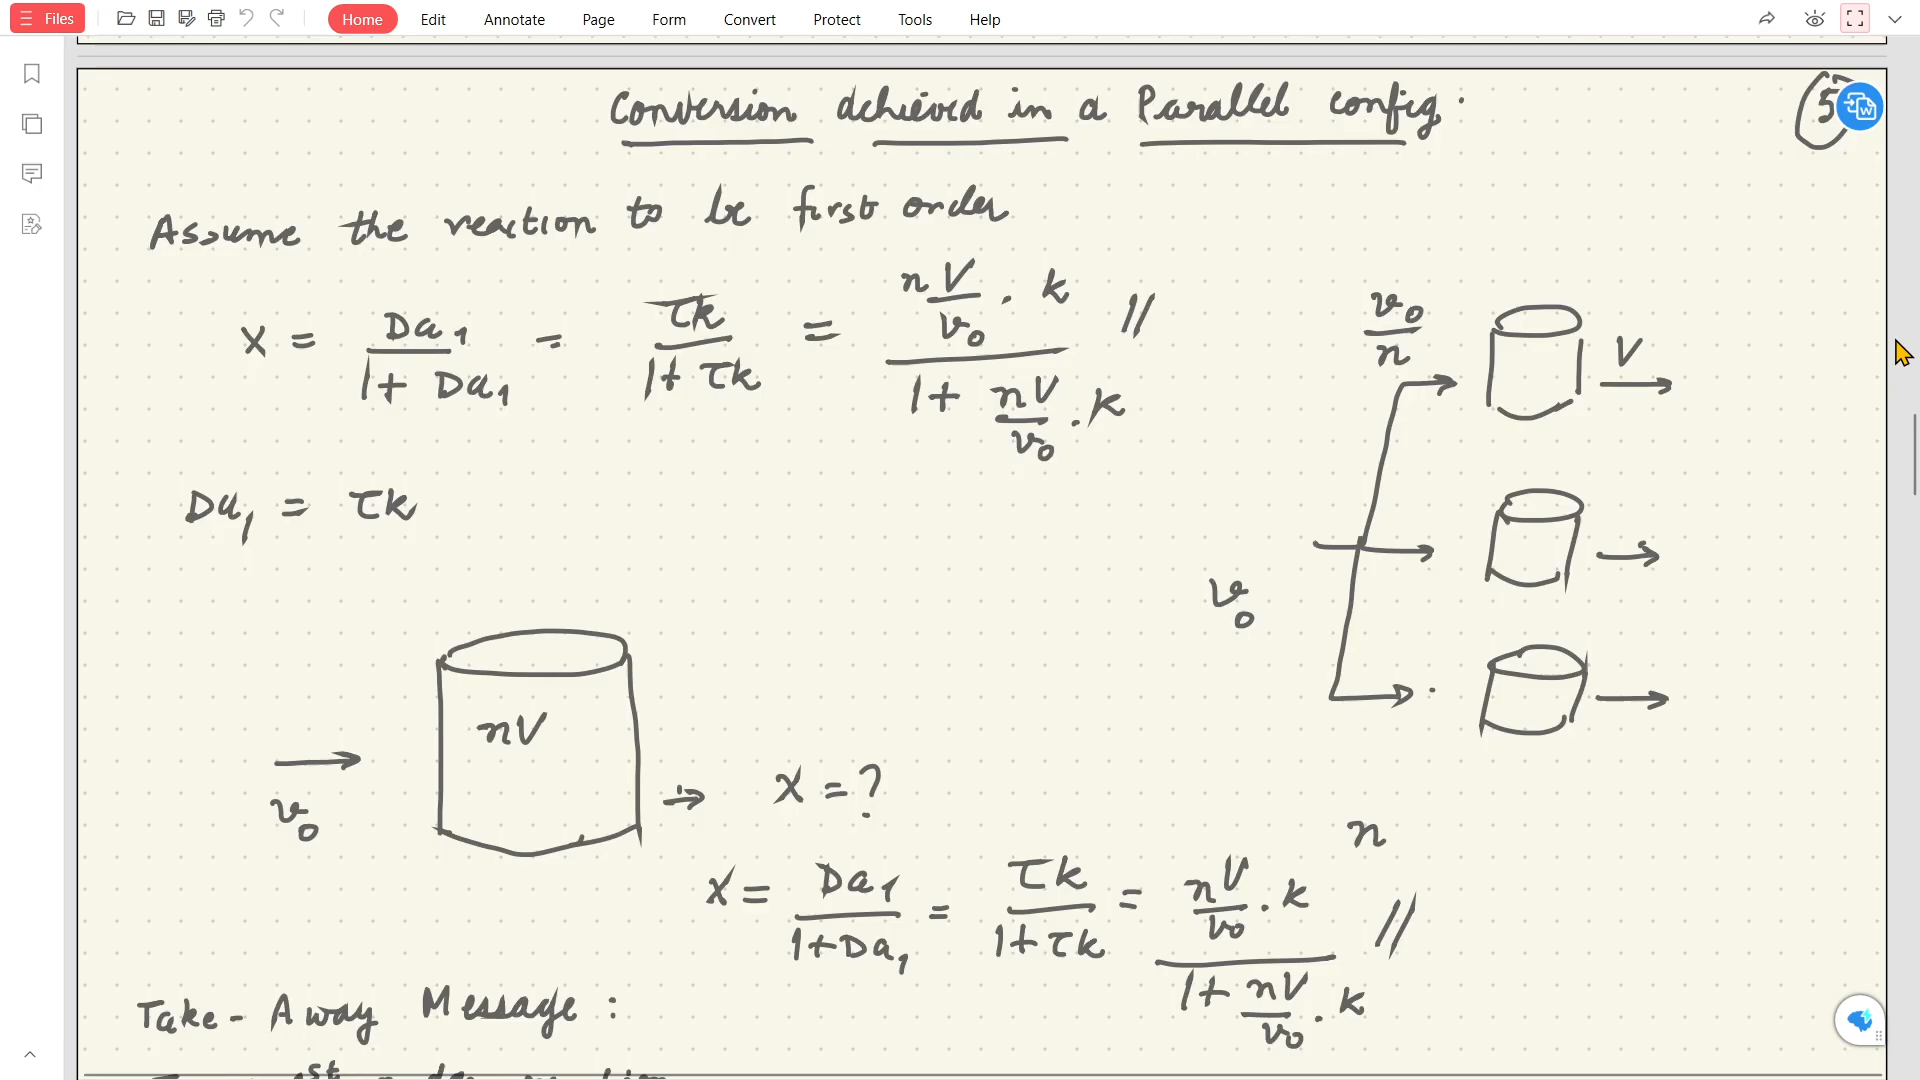 Files Home Edit Annotate Page Form Convert Protect Tools Help
Conversion achieved in a Parallel config.
5
Assume the reaction to be first order
X = Da₁ / (1 + Da₁) = τk / (1 + τk) = (nV/v₀ . k) / (1 + nV/v₀ . k) //
v₀/n V
Da₁ = τk
v₀
nV
v₀
X = ?
n
X = Da₁ / (1 + Da₁) = τk / (1 + τk) = (nV/v₀ . k) / (1 + nV/v₀ . k) //
Take-Away Message :